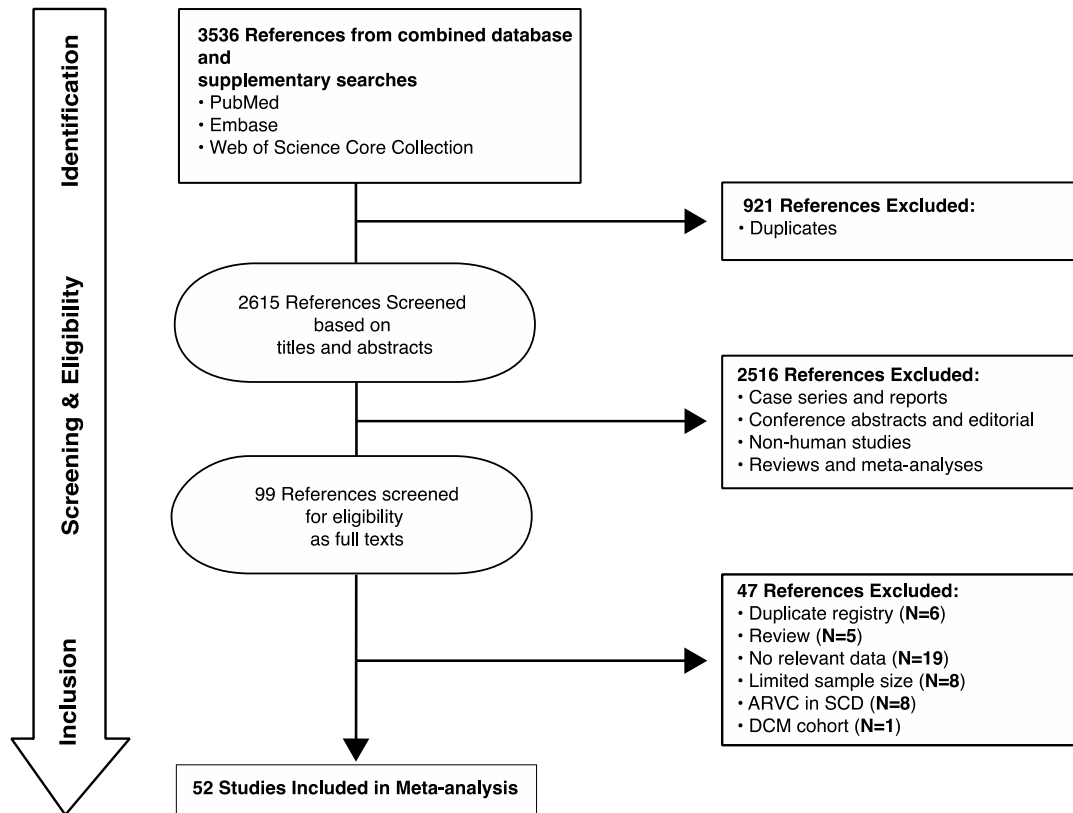 Identification
Screening & Eligibility
Inclusion
3536 References from combined database
and
supplementary searches
• PubMed
• Embase
• Web of Science Core Collection
921 References Excluded:
• Duplicates
2615 References Screened
based on
titles and abstracts
2516 References Excluded:
• Case series and reports
• Conference abstracts and editorial
• Non-human studies
• Reviews and meta-analyses
99 References screened
for eligibility
as full texts
47 References Excluded:
• Duplicate registry (N=6)
• Review (N=5)
• No relevant data (N=19)
• Limited sample size (N=8)
• ARVC in SCD (N=8)
• DCM cohort (N=1)
52 Studies Included in Meta-analysis